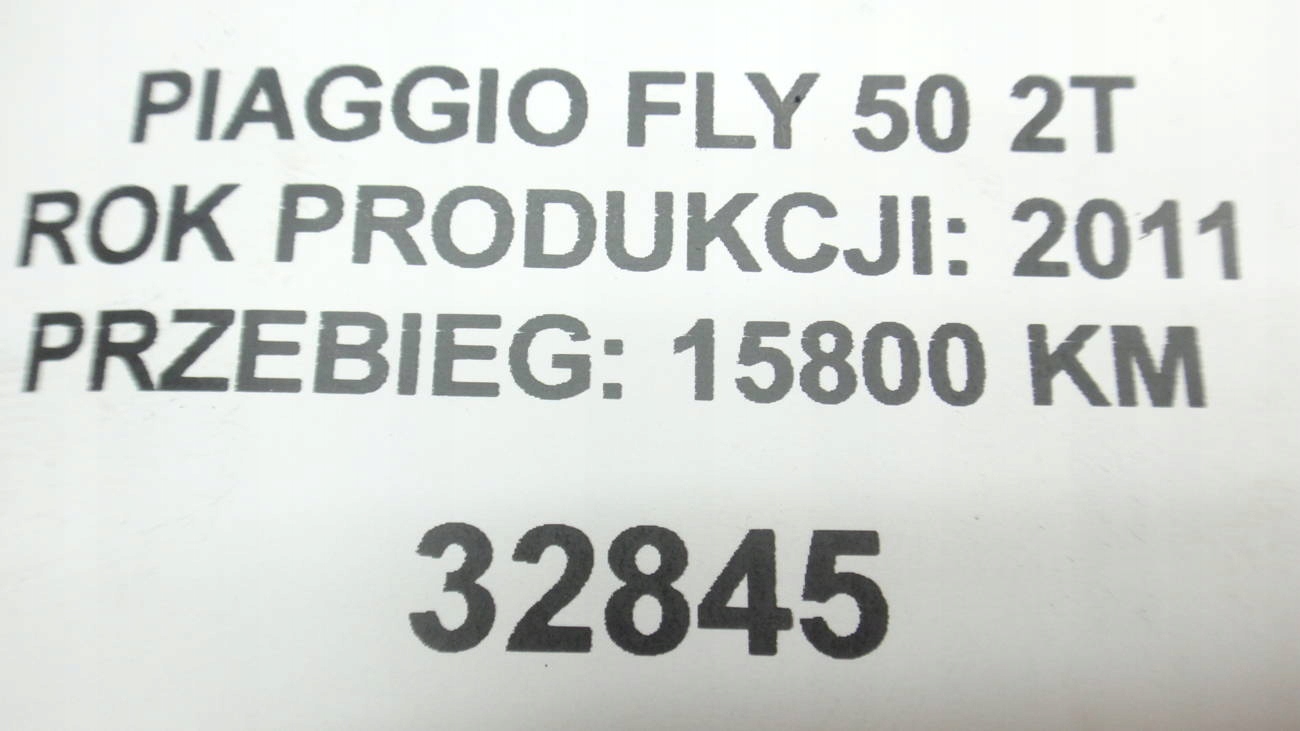 PIAGGIO FLY 50 2T
ROK PRODUKCJI: 2011
PRZEBIEG: 15800 KM
32845